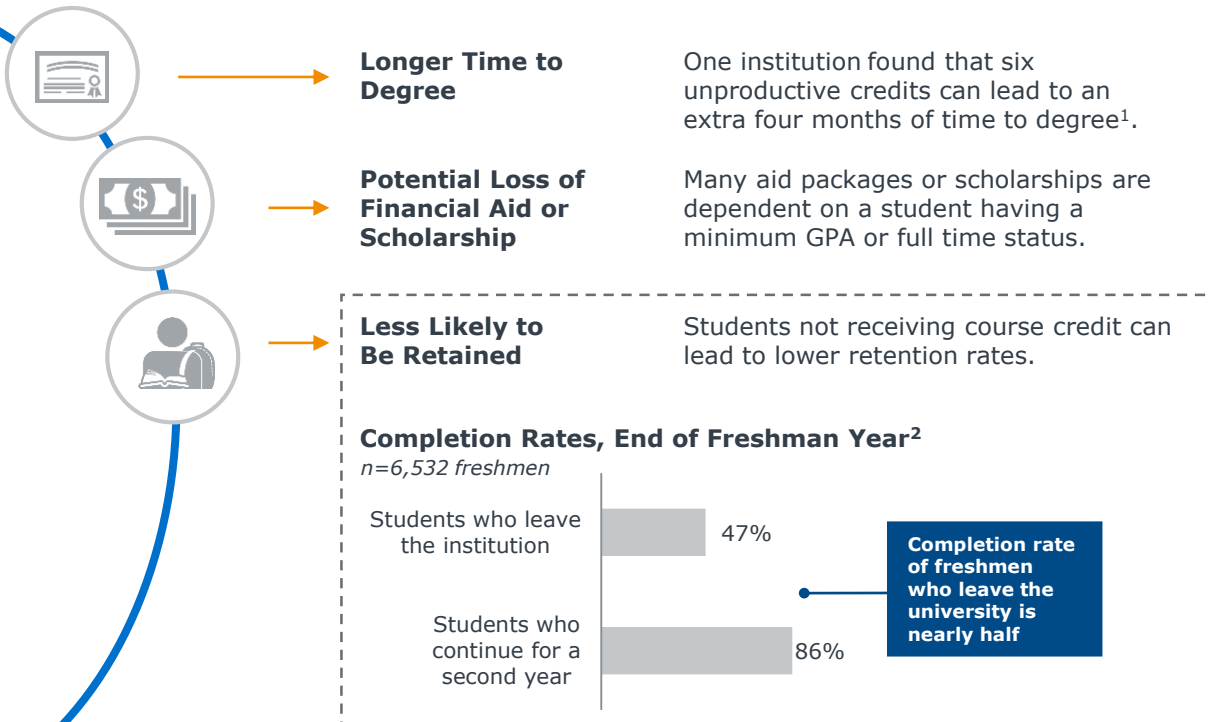 Longer Time to
Degree
One institution found that six
unproductive credits can lead to an
extra four months of time to degree¹.
$
Potential Loss of
Financial Aid or
Scholarship
Many aid packages or scholarships are
dependent on a student having a
minimum GPA or full time status.
Less Likely to
Be Retained
Students not receiving course credit can
lead to lower retention rates.
Completion Rates, End of Freshman Year²
n=6,532 freshmen
Students who leave
the institution
47%
Completion rate
of freshmen
who leave the
university is
nearly half
Students who
continue for a
second year
86%